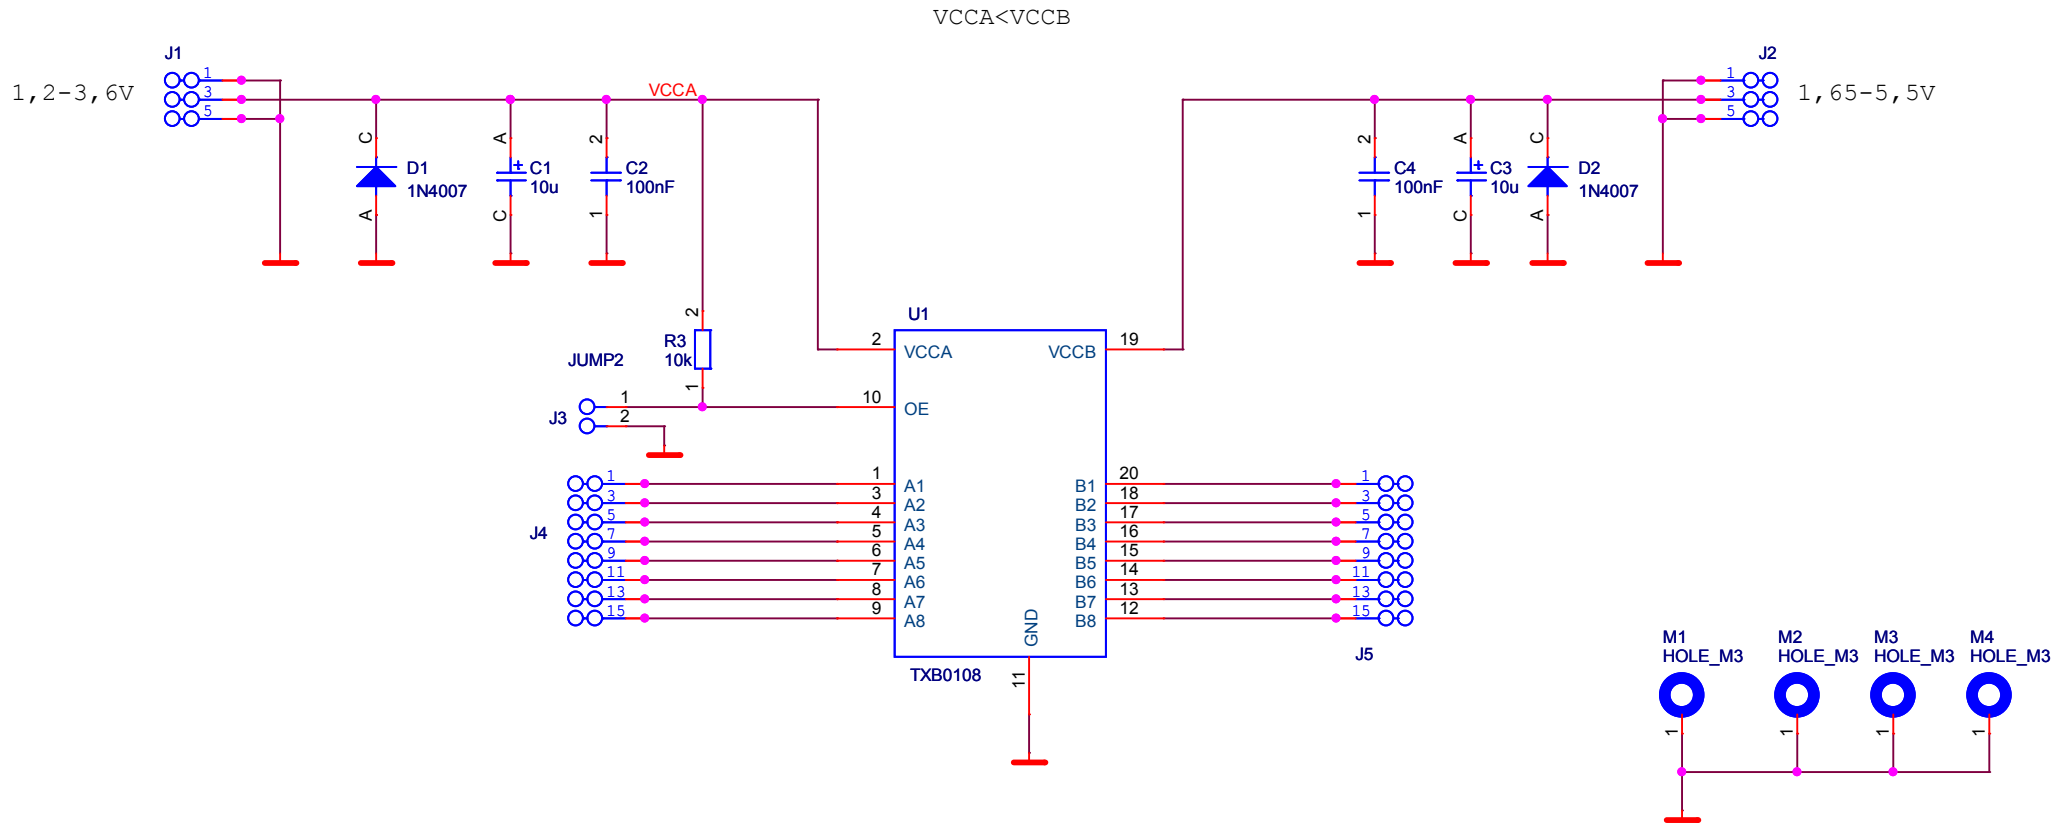 VCCA<VCCB
J1
J2
1,2-3,6V
1
3
5
VCCA
1
3
5
1,65-5,5V
C
D1
1N4007
A
A
+
C1
10u
C
2
C2
100nF
1
2
C4
100nF
1
A
+
C3
10u
C
C
D2
1N4007
A
U1
2
R3
10k
1
2
VCCA
VCCB
19
JUMP2
J3
1
2
10
OE
J4
1
3
5
7
9
11
13
15
1
3
4
5
6
7
8
9
A1
A2
A3
A4
A5
A6
A7
A8
B1
B2
B3
B4
B5
B6
B7
B8
20
18
17
16
15
14
13
12
1
3
5
7
9
11
13
15
J5
GND
11
TXB0108
M1
HOLE_M3
1
M2
HOLE_M3
1
M3
HOLE_M3
1
M4
HOLE_M3
1